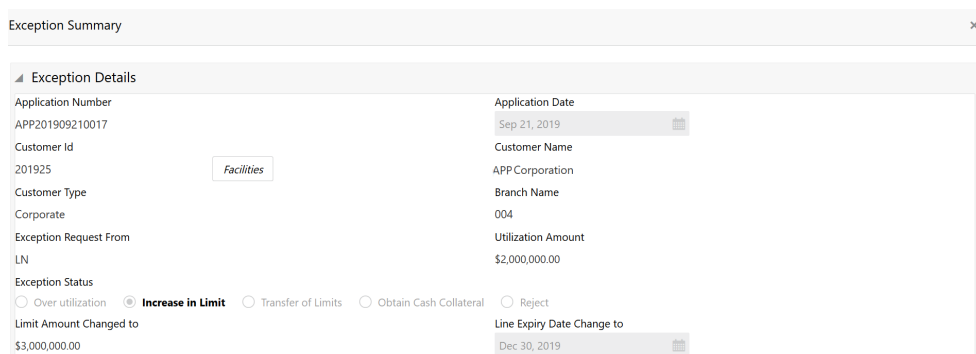 Exception Summary
Exception Details
Application Number Application Date
APP201909210017 Sep 21, 2019
Customer Id Customer Name
201925 Facilities APP Corporation
Customer Type Branch Name
Corporate 004
Exception Request From Utilization Amount
LN $2,000,000.00
Exception Status
Over utilization Increase in Limit Transfer of Limits Obtain Cash Collateral Reject
Limit Amount Changed to Line Expiry Date Change to
$3,000,000.00 Dec 30, 2019